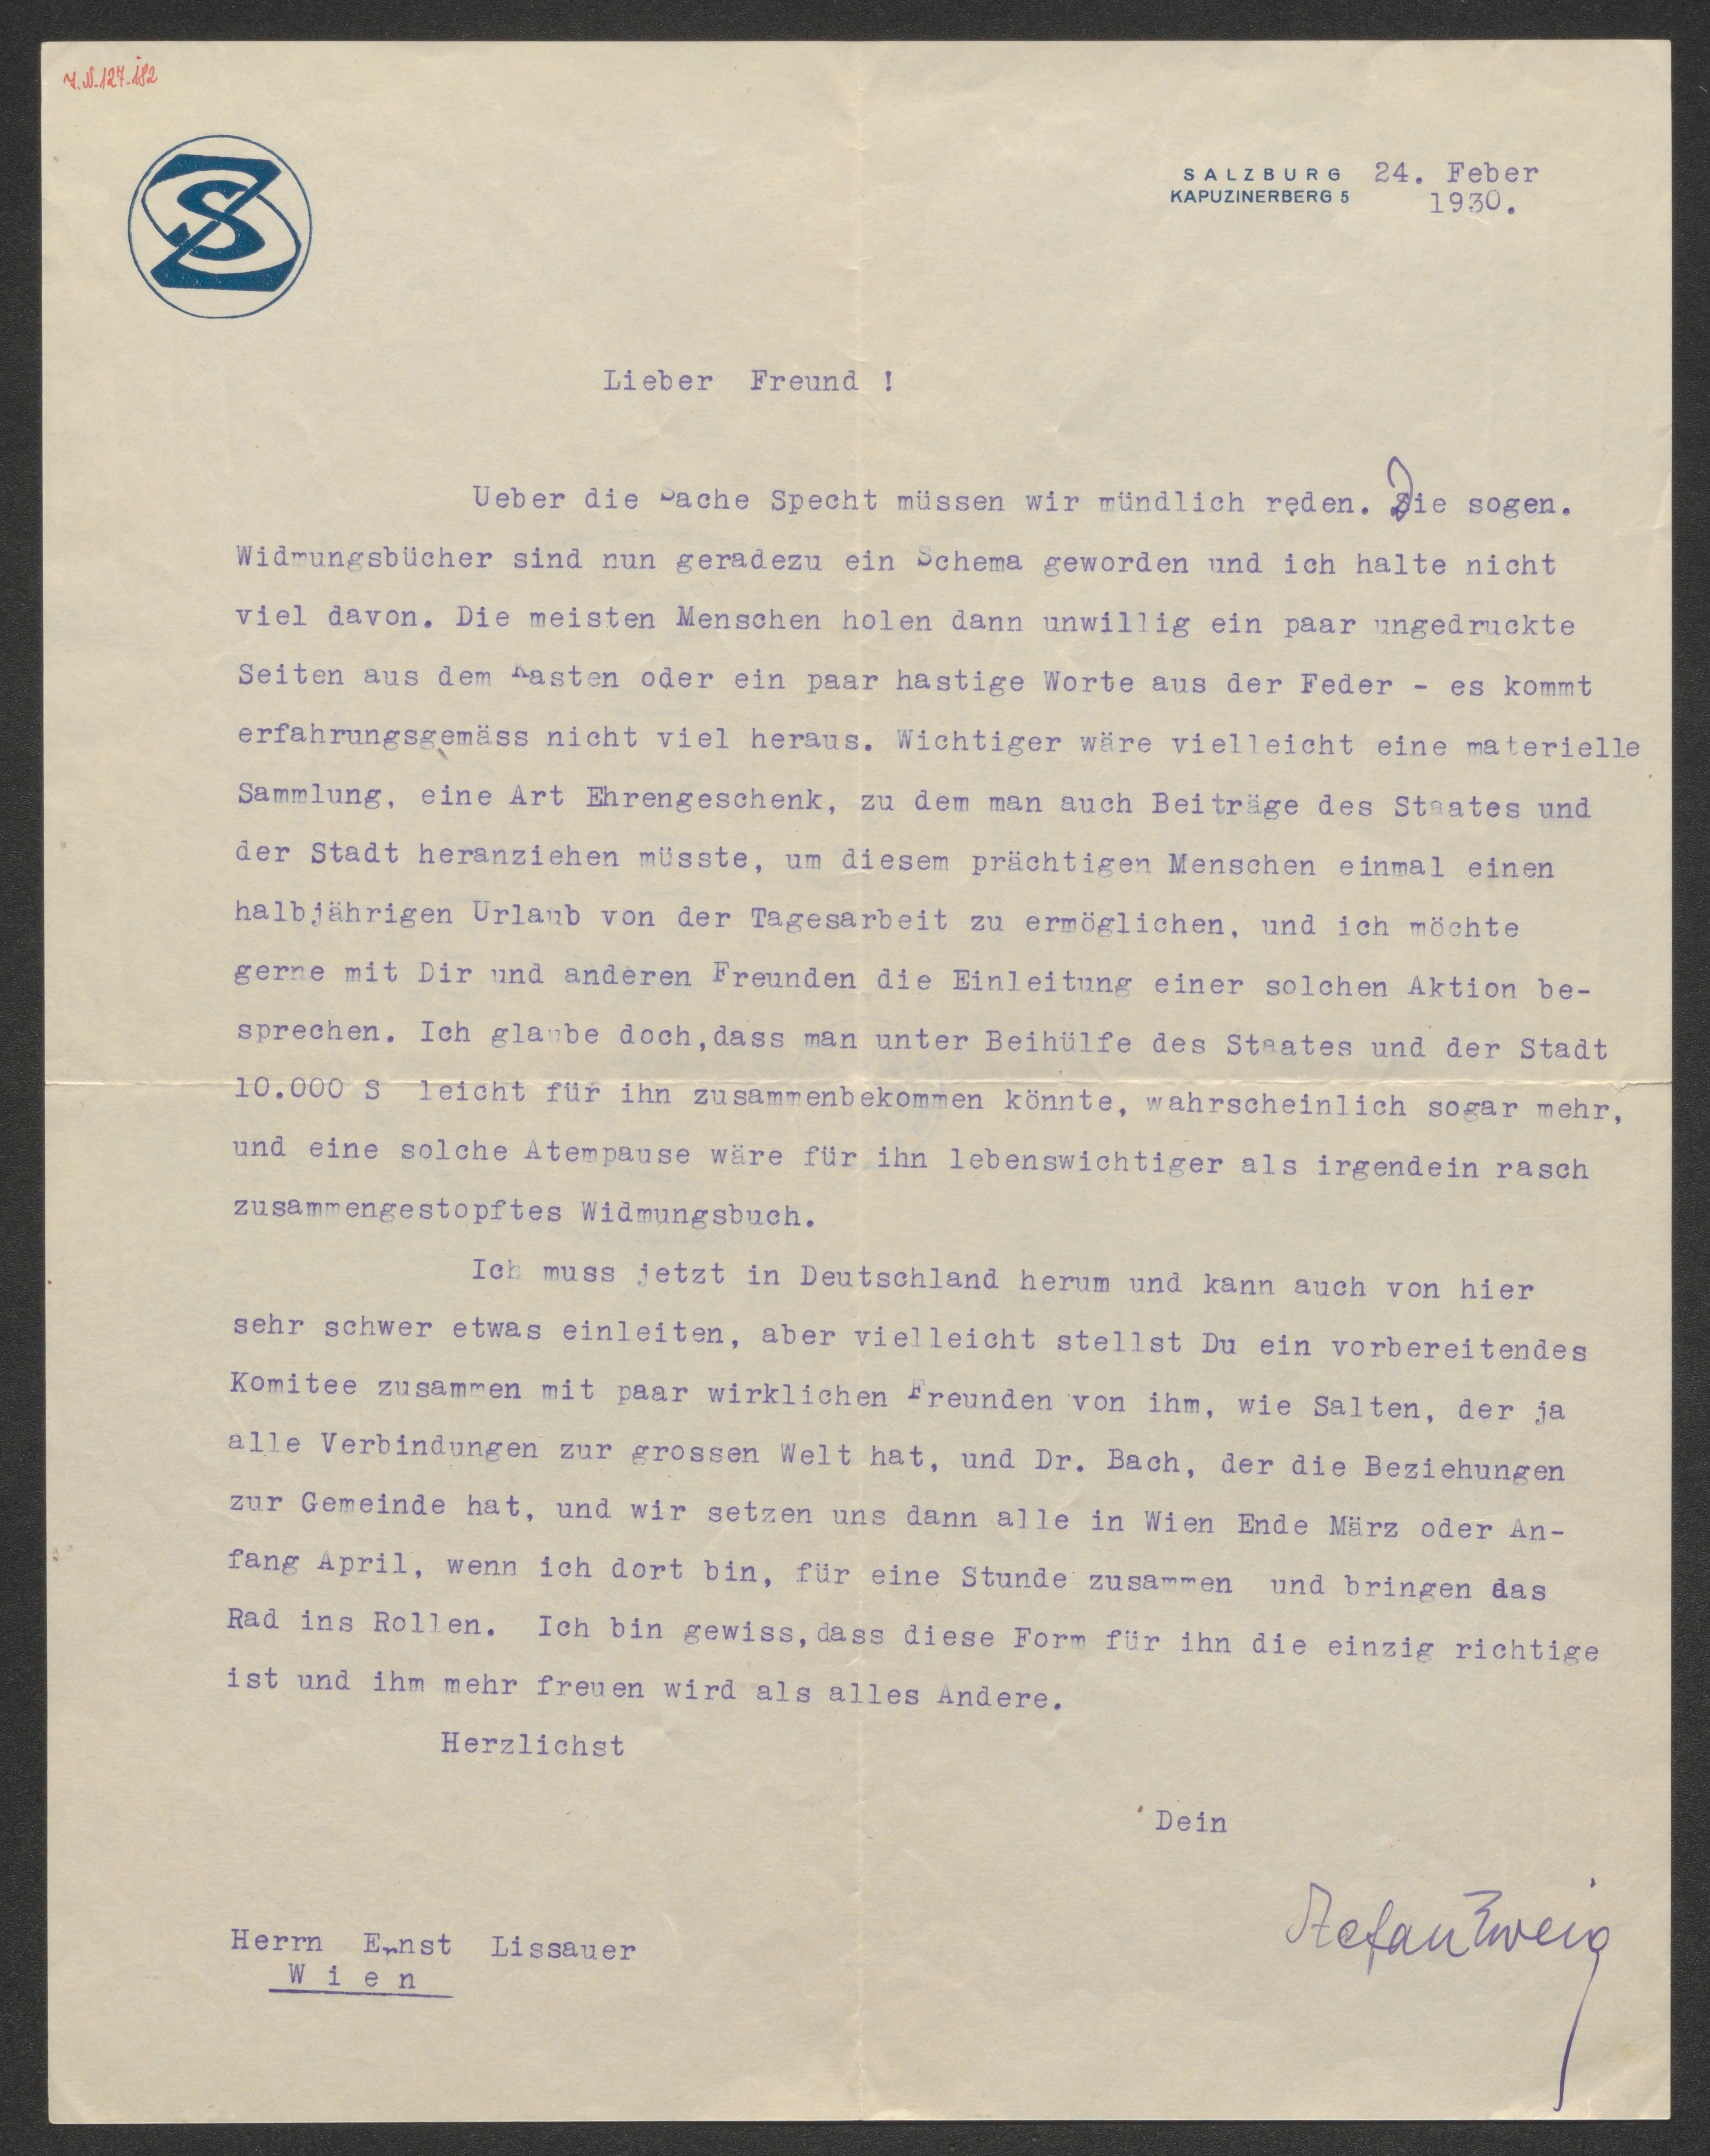 I.N. 127.182
SZ
SALZBURG 24. Feber
KAPUZINERBERG 5 1930.
Lieber Freund !
Ueber die Sache Specht müssen wir mündlich reden. Die sogen.
Widmungsbücher sind nun geradezu ein Schema geworden und ich halte nicht
viel davon. Die meisten Menschen holen dann unwillig ein paar ungedruckte
Seiten aus dem Kasten oder ein paar hastige Worte aus der Feder - es kommt
erfahrungsgemäss nicht viel heraus. Wichtiger wäre vielleicht eine materielle
Sammlung, eine Art Ehrengeschenk, zu dem man auch Beiträge des Staates und
der Stadt heranziehen müsste, um diesem prächtigen Menschen einmal einen
halbjährigen Urlaub von der Tagesarbeit zu ermöglichen, und ich möchte
gerne mit Dir und anderen Freunden die Einleitung einer solchen Aktion be-
sprechen. Ich glaube doch,dass man unter Beihülfe des Staates und der Stadt
10.000 S leicht für ihn zusammenbekommen könnte, wahrscheinlich sogar mehr,
und eine solche Atempause wäre für ihn lebenswichtiger als irgendein rasch
zusammengestopftes Widmungsbuch.
Ich muss jetzt in Deutschland herum und kann auch von hier
sehr schwer etwas einleiten, aber vielleicht stellst Du ein vorbereitendes
Komitee zusammen mit paar wirklichen Freunden von ihm, wie Salten, der ja
alle Verbindungen zur grossen Welt hat, und Dr. Bach, der die Beziehungen
zur Gemeinde hat, und wir setzen uns dann alle in Wien Ende März oder An-
fang April, wenn ich dort bin, für eine Stunde zusammen und bringen das
Rad ins Rollen. Ich bin gewiss,dass diese Form für ihn die einzig richtige
ist und ihm mehr freuen wird als alles Andere.
Herzlichst
Dein
Stefan Zweig
Herrn Ernst Lissauer
Wien